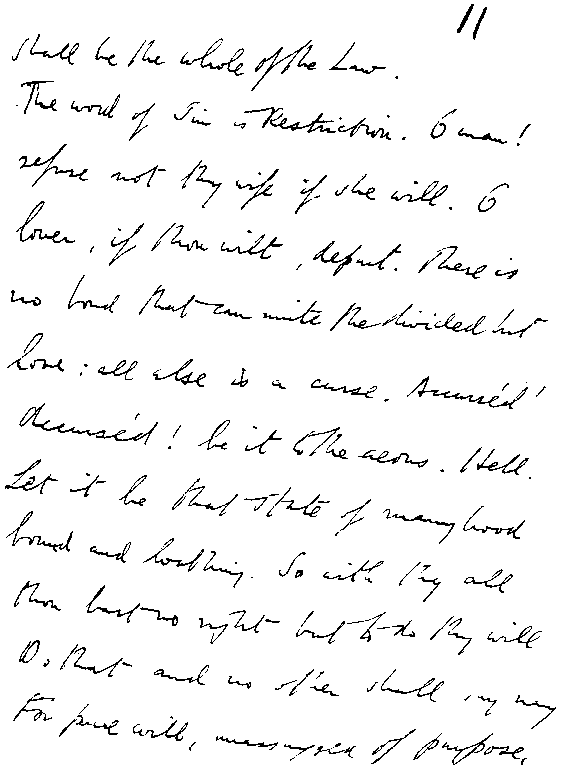 11
shall be the whole of the Law.
The word of Sin is Restriction. O man!
refuse not thy wife if she will. O
lover, if thou wilt, depart. There is
no bond that can unite the divided but
love: all else is a curse. Accurséd!
Accurséd! be it to the aeons. Hell.
Let it be that state of manyhood
bound and loathing. So with thy all
thou hast no right but to do thy will
Do that and no other shall say nay
For pure will, unassuaged of purpose,